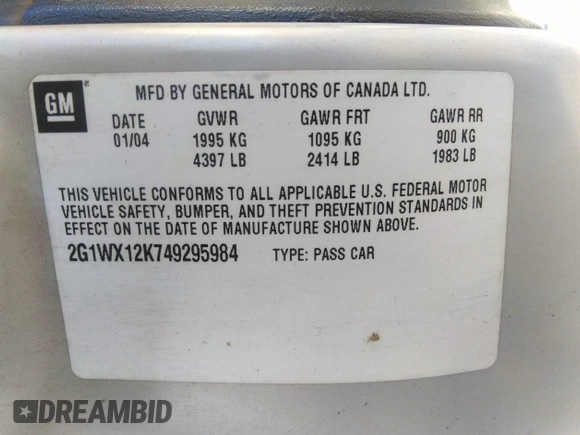 GM ® MFD BY GENERAL MOTORS OF CANADA LTD.
DATE GVWR GAWR FRT GAWR RR
01/04 1995 KG 1095 KG 900 KG
4397 LB 2414 LB 1983 LB
THIS VEHICLE CONFORMS TO ALL APPLICABLE U.S. FEDERAL MOTOR
VEHICLE SAFETY, BUMPER, AND THEFT PREVENTION STANDARDS IN
EFFECT ON THE DATE OF MANUFACTURE SHOWN ABOVE.
2G1WX12K749295984 TYPE: PASS CAR
DREAMBID